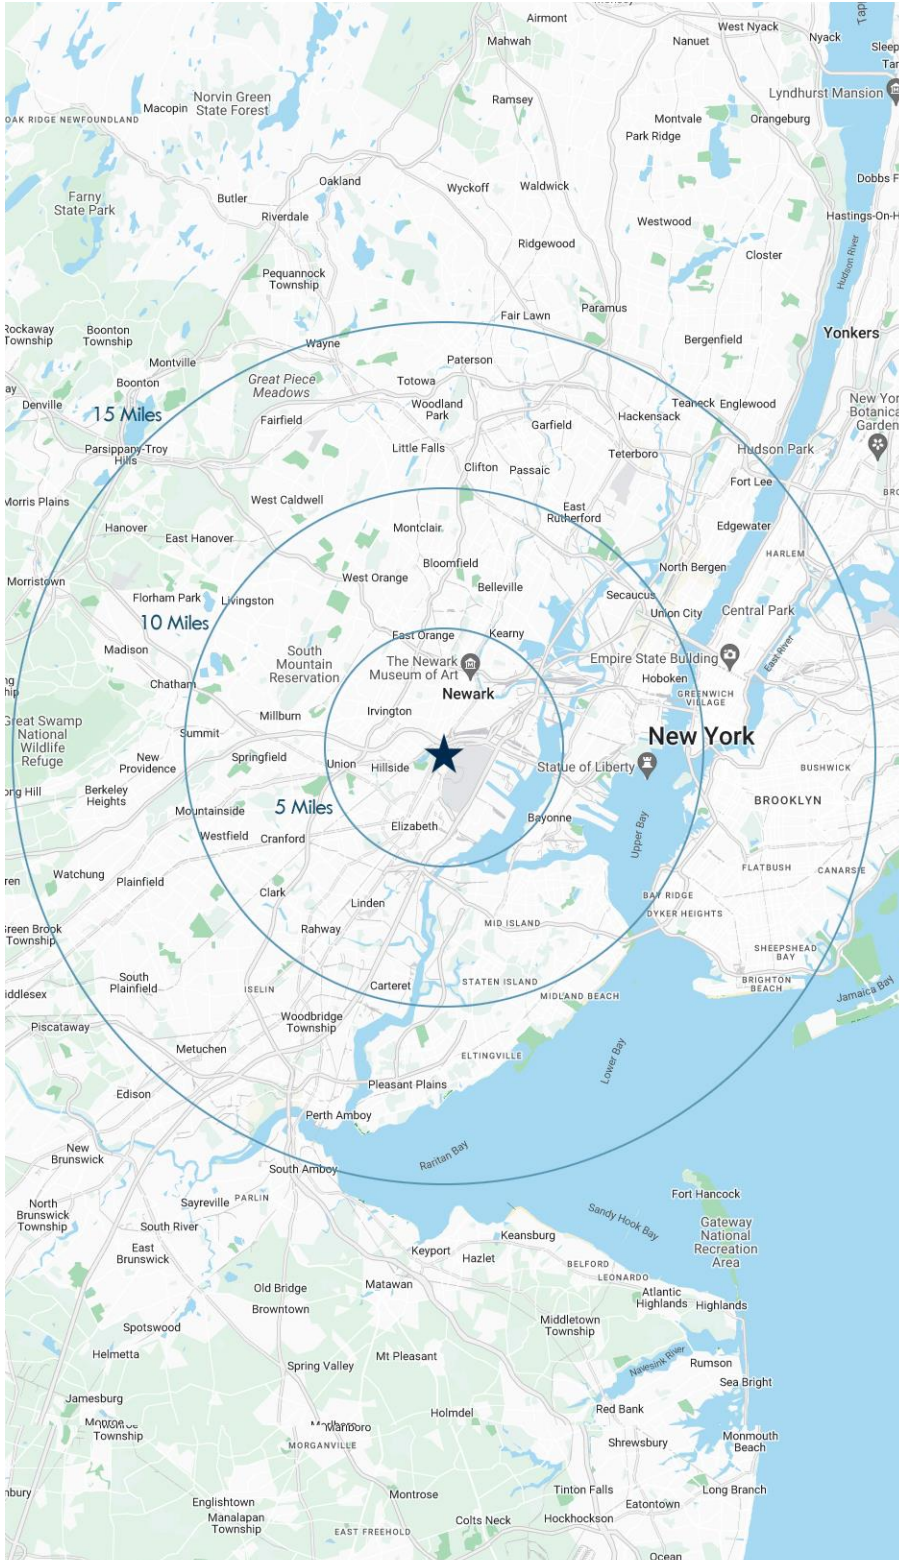 Airmont
West Nyack
Nyack
Mahwah
Nanuet
Norvin Green
State Forest
Macopin
OAK RIDGE
NEWFOUNDLAND
Ramsey
Lyndhurst Mansion
Montvale
Orangeburg
Park Ridge
Oakland
Wyckoff
Waldwick
Farny
State Park
Butler
Riverdale
Westwood
Ridgewood
Closter
Hudson River
Pequannock
Township
Paramus
Fair Lawn
Boonton
Township
Wayne
Bergenfield
Yonkers
Montville
Paterson
Great Piece
Meadows
Totowa
Boonton
Denville
15 Miles
Woodland
Park
Teaneck
Englewood
Hackensack
Fairfield
Garfield
Parsippany-Troy
Hills
Little Falls
Teterboro
Hudson Park
Clifton
Passaic
Fort Lee
Morris Plains
West Caldwell
East
Rutherford
Hanover
Montclair
Edgewater
East Hanover
HARLEM
Bloomfield
North Bergen
Morristown
West Orange
Belleville
Florham Park
Livingston
Secaucus
Union City
Central Park
10 Miles
East Orange
Kearny
Madison
South
Mountain
Reservation
The Newark
Museum of Art
Empire State Building
East River
Chatham
Newark
Hoboken
GREENWICH
VILLAGE
Irvington
Millburn
Great Swamp
National
Wildlife
Refuge
Summit
New York
New
Providence
Springfield
Union
Hillside
Statue of Liberty
BUSHWICK
Berkeley
Heights
5 Miles
BROOKLYN
Mountainside
Elizabeth
Bayonne
Upper Bay
Westfield
Cranford
FLATBUSH
CANARSIE
Watchung
Plainfield
Clark
BAY RIDGE
Linden
DYKER HEIGHTS
Rahway
MID ISLAND
SHEEPSHEAD
BAY
South
Plainfield
ISELIN
Carteret
STATEN ISLAND
BRIGHTON
BEACH
MIDLAND BEACH
Jamaica Bay
Woodbridge
Township
Piscataway
Metuchen
ELTINGVILLE
Lower Bay
Pleasant Plains
Edison
Perth Amboy
New
Brunswick
Raritan Bay
South Amboy
North
Brunswick
Township
Sayreville
PARLIN
Fort Hancock
South River
Sandy Hook Bay
Gateway
National
Recreation
Area
East
Brunswick
Keyport
Hazlet
Keansburg
BELFORD
LEONARDO
Old Bridge
Matawan
Atlantic
Highlands
Highlands
Browntown
Middletown
Township
Spotswood
Helmetta
Mt Pleasant
Spring Valley
Navesink River
Rumson
Sea Bright
Jamesburg
Holmdel
Red Bank
Township
Manboro
MORGANVILLE
Shrewsbury
Monmouth
Beach
Montrose
Tinton Falls
Long Branch
Englishtown
Eatontown
Manalapan
Township
Colts Neck
Hockhockson
EAST FREEHOLD
Ocean